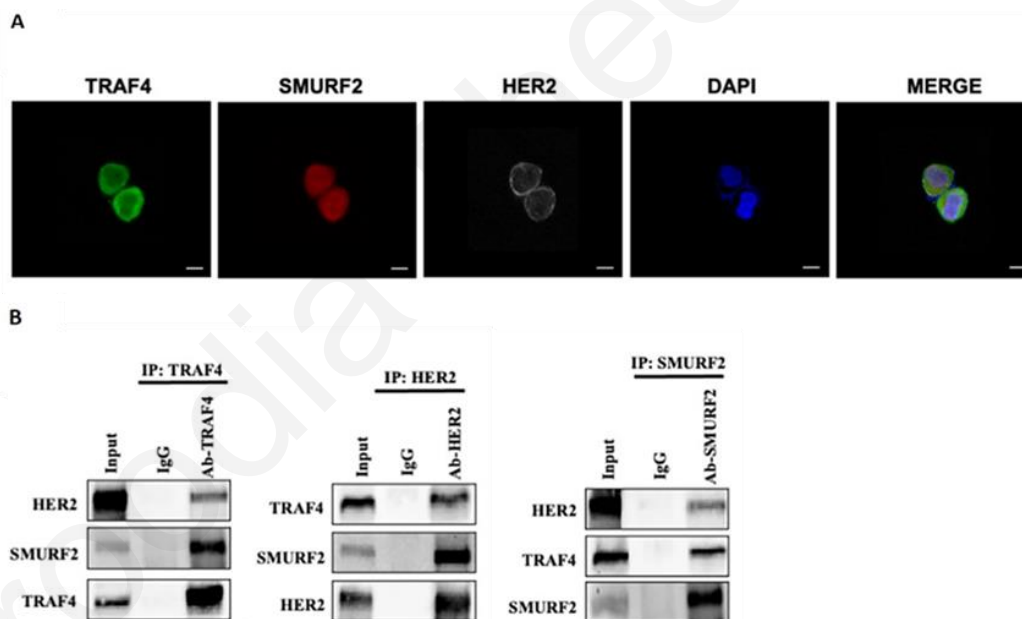 A
TRAF4 SMURF2 HER2 DAPI MERGE
B
IP: TRAF4
Input IgG Ab-TRAF4
HER2
SMURF2
TRAF4
IP: HER2
Input IgG Ab-HER2
TRAF4
SMURF2
HER2
IP: SMURF2
Input IgG Ab-SMURF2
HER2
TRAF4
SMURF2